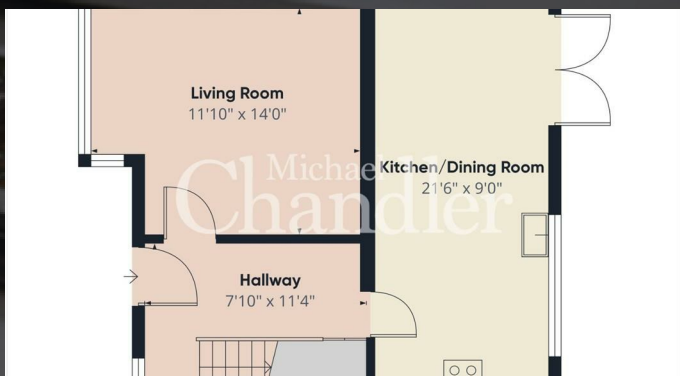 Living Room
11'10" x 14'0"
Kitchen/Dining Room
21'6" x 9'0"
Michael
Chandler
Hallway
7'10" x 11'4"